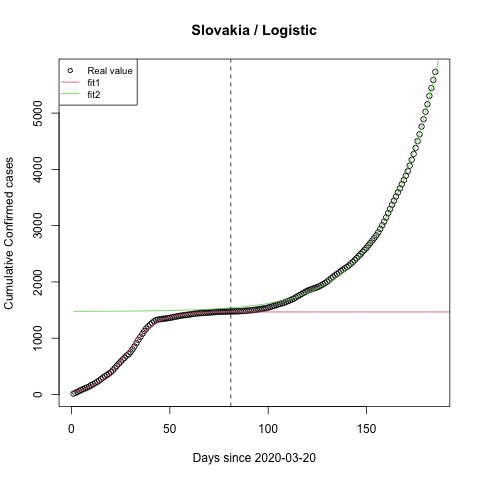 Slovakia / Logistic
Real value
fit1
fit2
Cumulative Confirmed cases
5000
4000
3000
2000
1000
0
0 50 100 150
Days since 2020-03-20